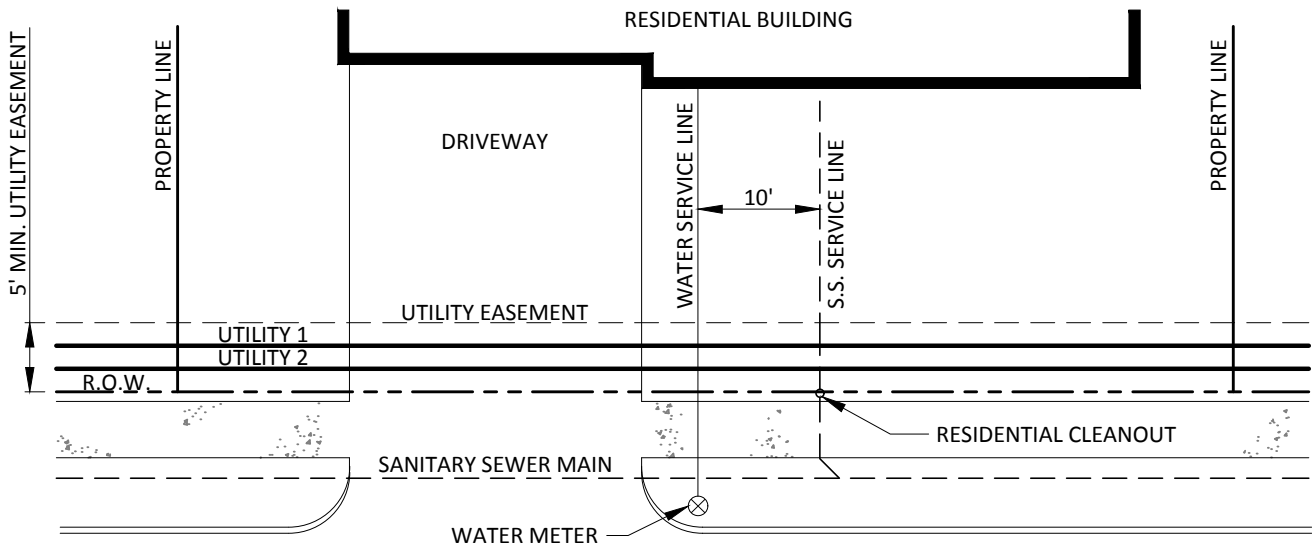 RESIDENTIAL BUILDING
5' MIN. UTILITY EASEMENT
PROPERTY LINE
DRIVEWAY
WATER SERVICE LINE
10'
S.S. SERVICE LINE
PROPERTY LINE
UTILITY EASEMENT
UTILITY 1
UTILITY 2
R.O.W.
RESIDENTIAL CLEANOUT
SANITARY SEWER MAIN
WATER METER